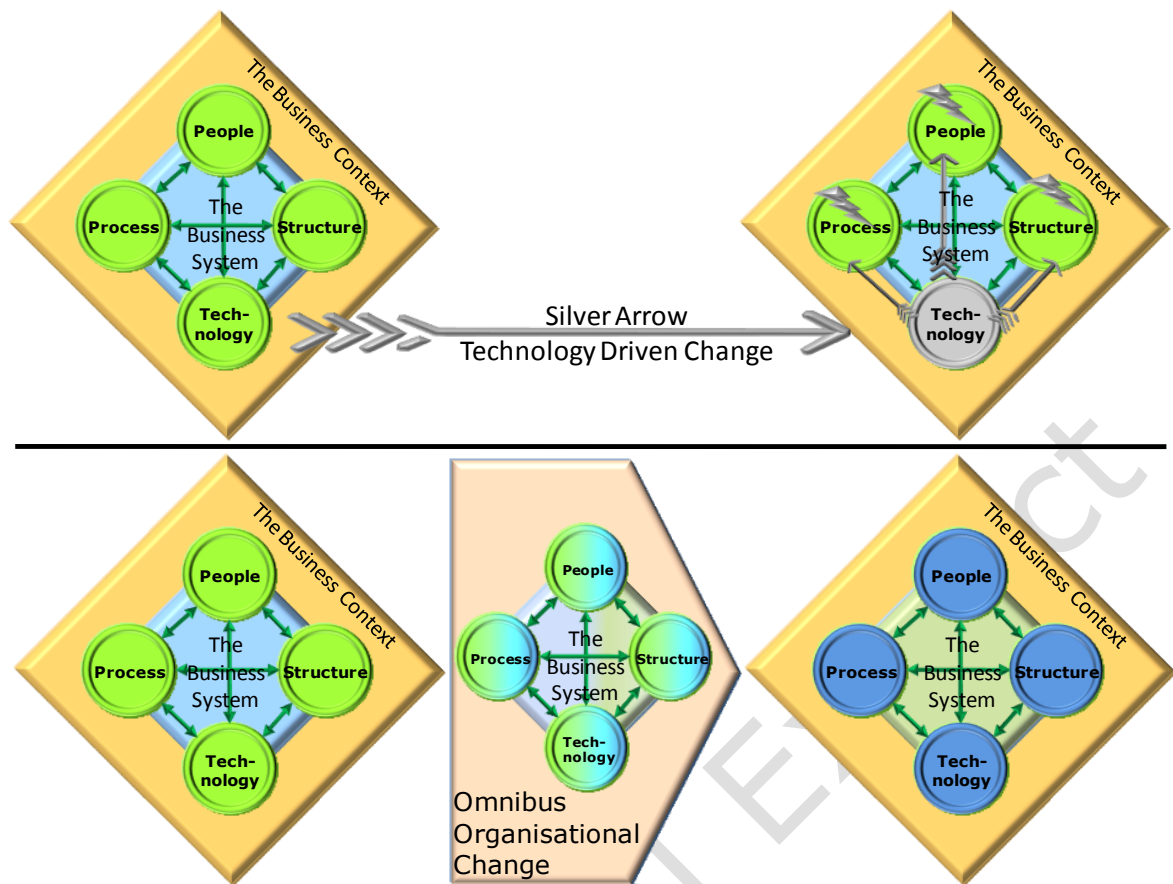 The Business Context
People
Process
The
Business
System
Structure
Tech-
nology
Silver Arrow
Technology Driven Change
The Business Context
People
Process
The
Business
System
Structure
Tech-
nology
The Business Context
People
Process
The
Business
System
Structure
Tech-
nology
People
Process
The
Business
System
Structure
Tech-
nology
Omnibus
Organisational
Change
The Business Context
People
Process
The
Business
System
Structure
Tech-
nology